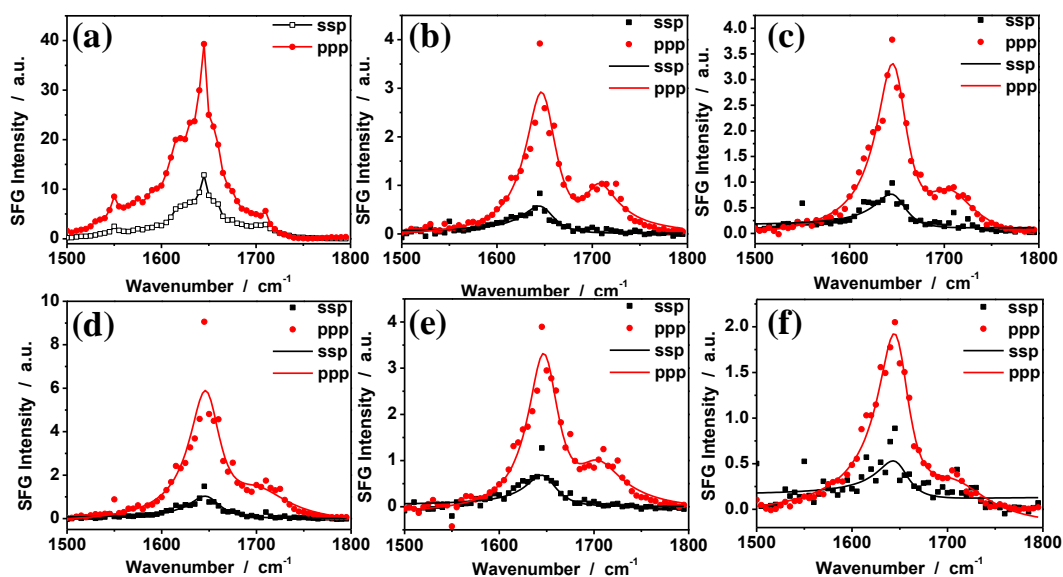 (a)
ssp
ppp
SFG Intensity / a.u.
40
30
20
10
0
1500 1600 1700 1800
Wavenumber / cm-1
(b)
ssp
ppp
ssp
ppp
SFG Intensity / a.u.
4
2
0
1500 1600 1700 1800
Wavenumber / cm-1
(c)
ssp
ppp
ssp
ppp
SFG Intensity / a.u.
4.0
3.5
3.0
2.5
2.0
1.5
1.0
0.5
0.0
1500 1600 1700 1800
Wavenumber / cm-1
(d)
ssp
ppp
ssp
ppp
SFG Intensity / a.u.
10
8
6
4
2
0
1500 1600 1700 1800
Wavenumber / cm-1
(e)
ssp
ppp
ssp
ppp
SFG Intensity / a.u.
4
3
2
1
0
1500 1600 1700 1800
Wavenumber / cm-1
(f)
ssp
ppp
ssp
ppp
SFG Intensity / a.u.
2.0
1.5
1.0
0.5
0.0
1500 1600 1700 1800
Wavenumber / cm-1